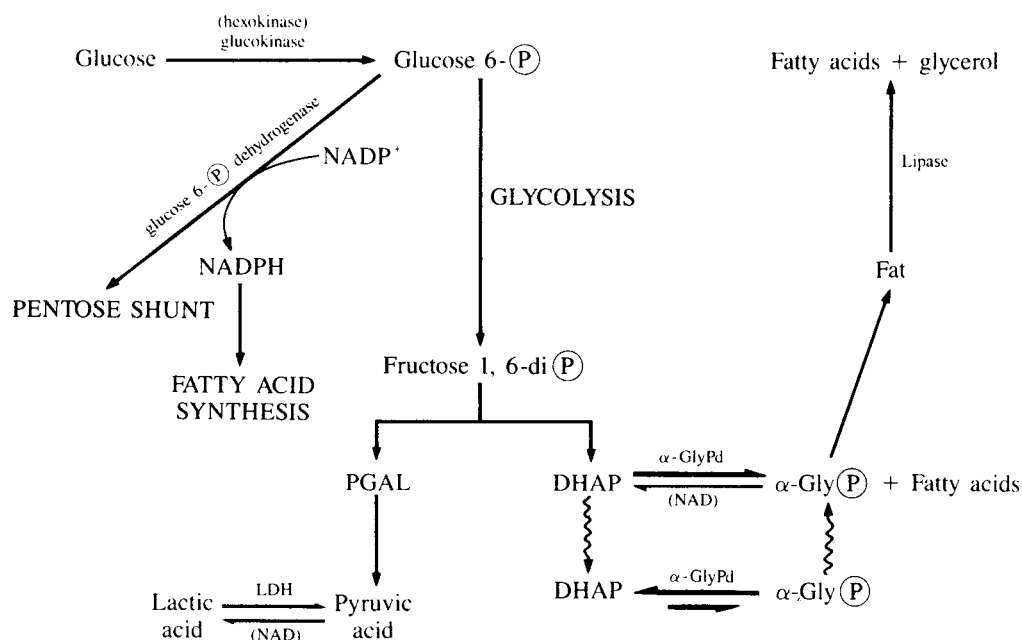 (hexokinase)
glucokinase
Glucose
Glucose 6-Ⓟ
Fatty acids + glycerol
glucose 6-Ⓟ dehydrogenase
NADP⁺
Lipase
GLYCOLYSIS
NADPH
Fat
PENTOSE SHUNT
Fructose 1, 6-di Ⓟ
FATTY ACID
SYNTHESIS
PGAL
DHAP
α-GlyPd
(NAD)
α-Gly Ⓟ + Fatty acids
DHAP
α-GlyPd
α-Gly Ⓟ
Lactic
acid
LDH
(NAD)
Pyruvic
acid